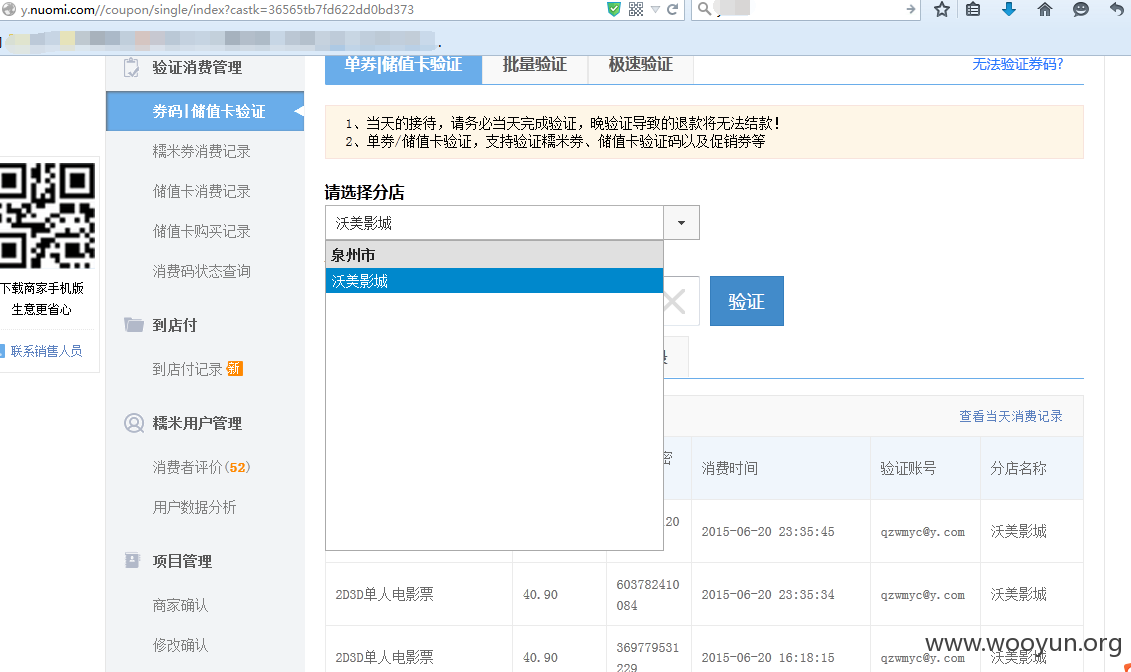 y.nuomi.com//coupon/single/index?castk=36565tb7fd622dd0bd373
验证消费管理
单券|储值卡验证
批量验证
极速验证
无法验证券码?
券码|储值卡验证
1、当天的接待，请务必当天完成验证，晚验证导致的退款将无法结款！
2、单券/储值卡验证，支持验证糯米券、储值卡验证码以及促销券等
糯米券消费记录
储值卡消费记录
储值卡购买记录
消费码状态查询
请选择分店
沃美影城
泉州市
沃美影城
验证
下载商家手机版
生意更省心
联系销售人员
到店付
到店付记录 新
糯米用户管理
消费者评价(52)
用户数据分析
项目管理
商家确认
修改确认
查看当天消费记录
密
消费时间
验证账号
分店名称
20
2015-06-20 23:35:45
qzwmyc@y.com
沃美影城
2D3D单人电影票
40.90
603782410
084
2015-06-20 23:35:34
qzwmyc@y.com
沃美影城
2D3D单人电影票
40.90
369779531
229
2015-06-20 16:18:15
qzwmyc@y.com
沃美影城
www.wooyun.org